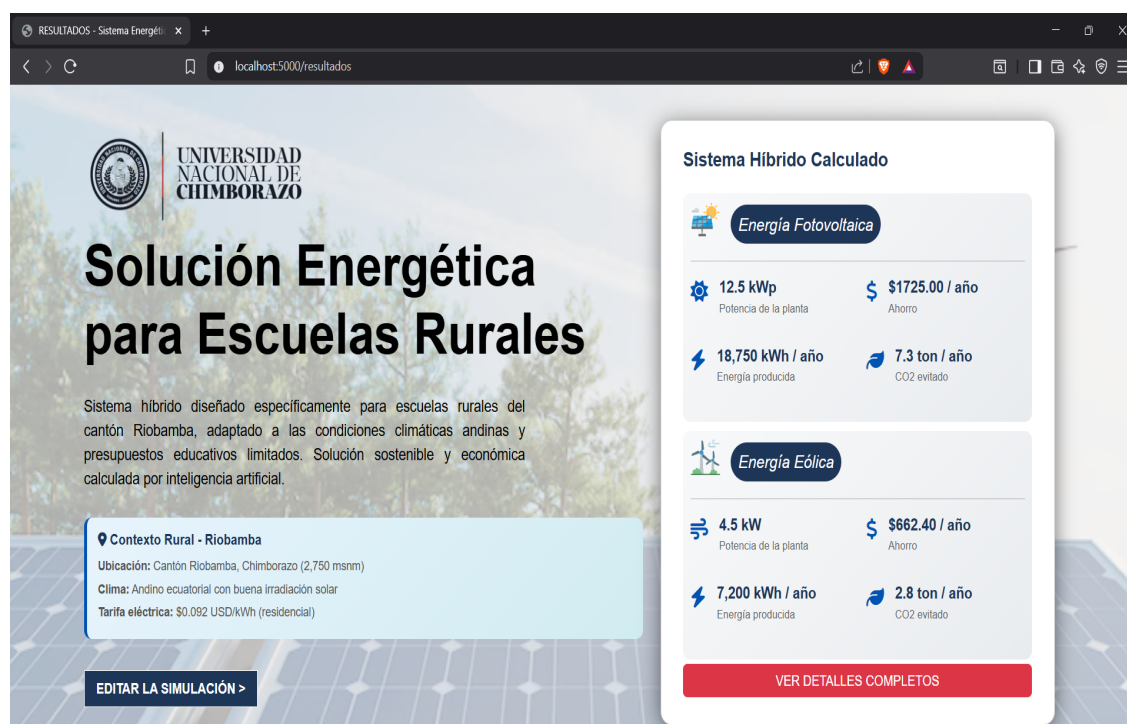 RESULTADOS - Sistema Energéti
localhost:5000/resultados
UNIVERSIDAD
NACIONAL DE
CHIMBORAZO
Solución Energética
para Escuelas Rurales
Sistema híbrido diseñado específicamente para escuelas rurales del
cantón Riobamba, adaptado a las condiciones climáticas andinas y
presupuestos educativos limitados. Solución sostenible y económica
calculada por inteligencia artificial.
Contexto Rural - Riobamba
Ubicación: Cantón Riobamba, Chimborazo (2,750 msnm)
Clima: Andino ecuatorial con buena irradiación solar
Tarifa eléctrica: $0.092 USD/kWh (residencial)
EDITAR LA SIMULACIÓN >
Sistema Híbrido Calculado
Energía Fotovoltaica
12.5 kWp
Potencia de la planta
$ $1725.00 / año
Ahorro
18,750 kWh / año
Energía producida
7.3 ton / año
CO2 evitado
Energía Eólica
4.5 kW
Potencia de la planta
$ $662.40 / año
Ahorro
7,200 kWh / año
Energía producida
2.8 ton / año
CO2 evitado
VER DETALLES COMPLETOS